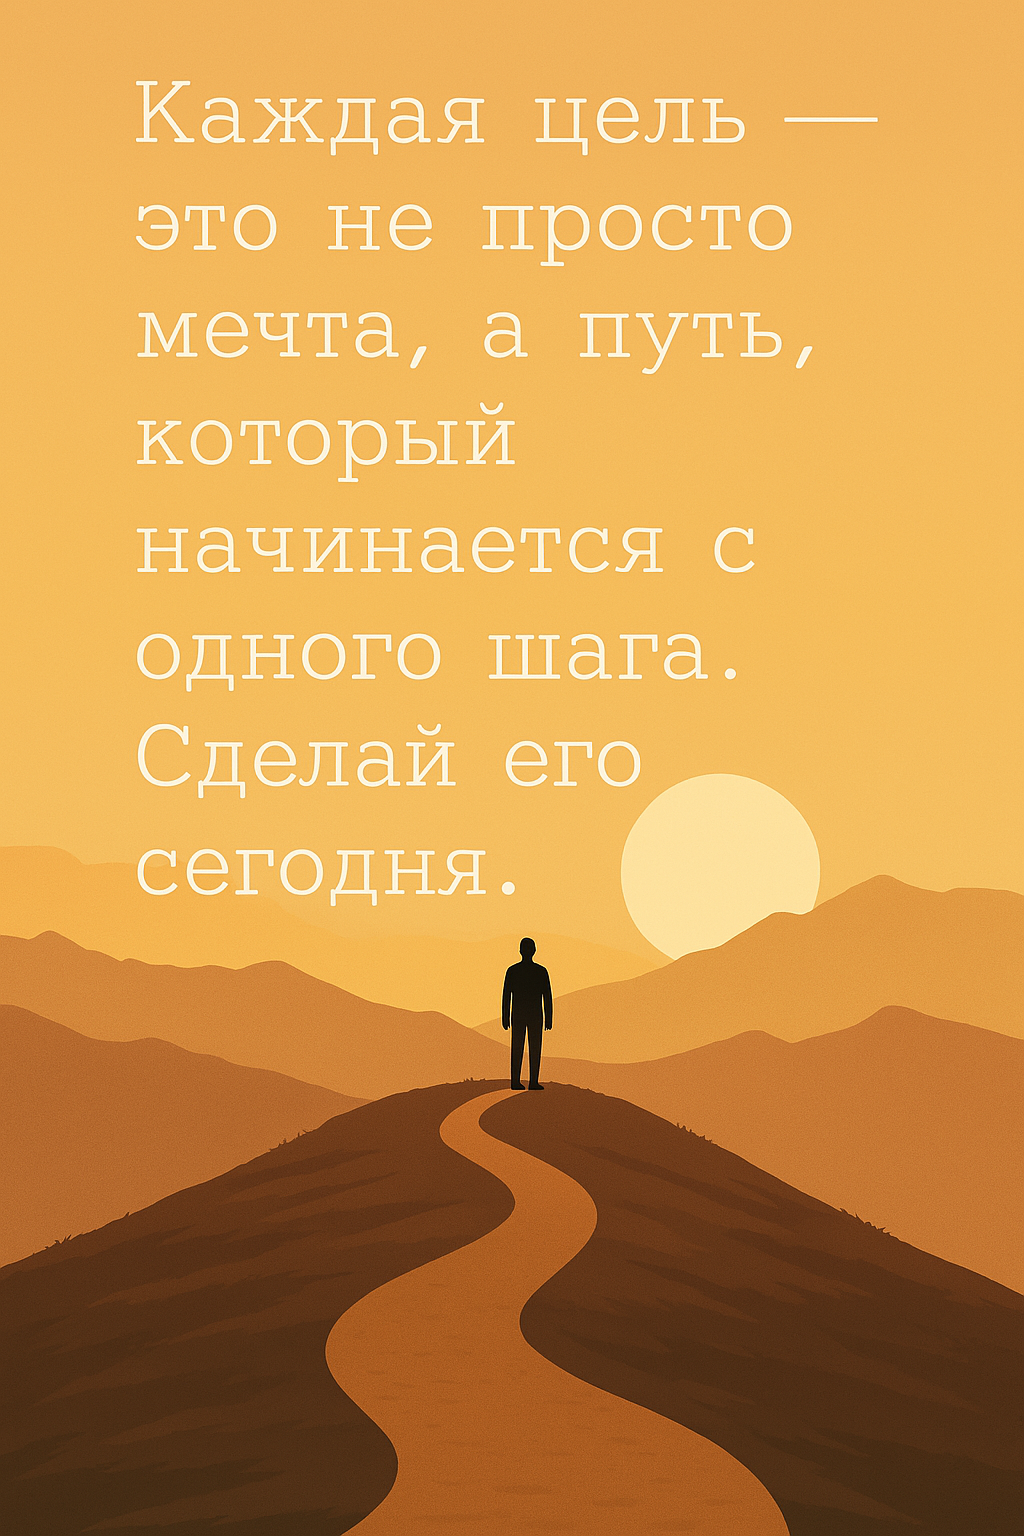 Каждая цель —
это не просто
мечта, а путь,
который
начинается с
одного шага.
Сделай его
сегодня.